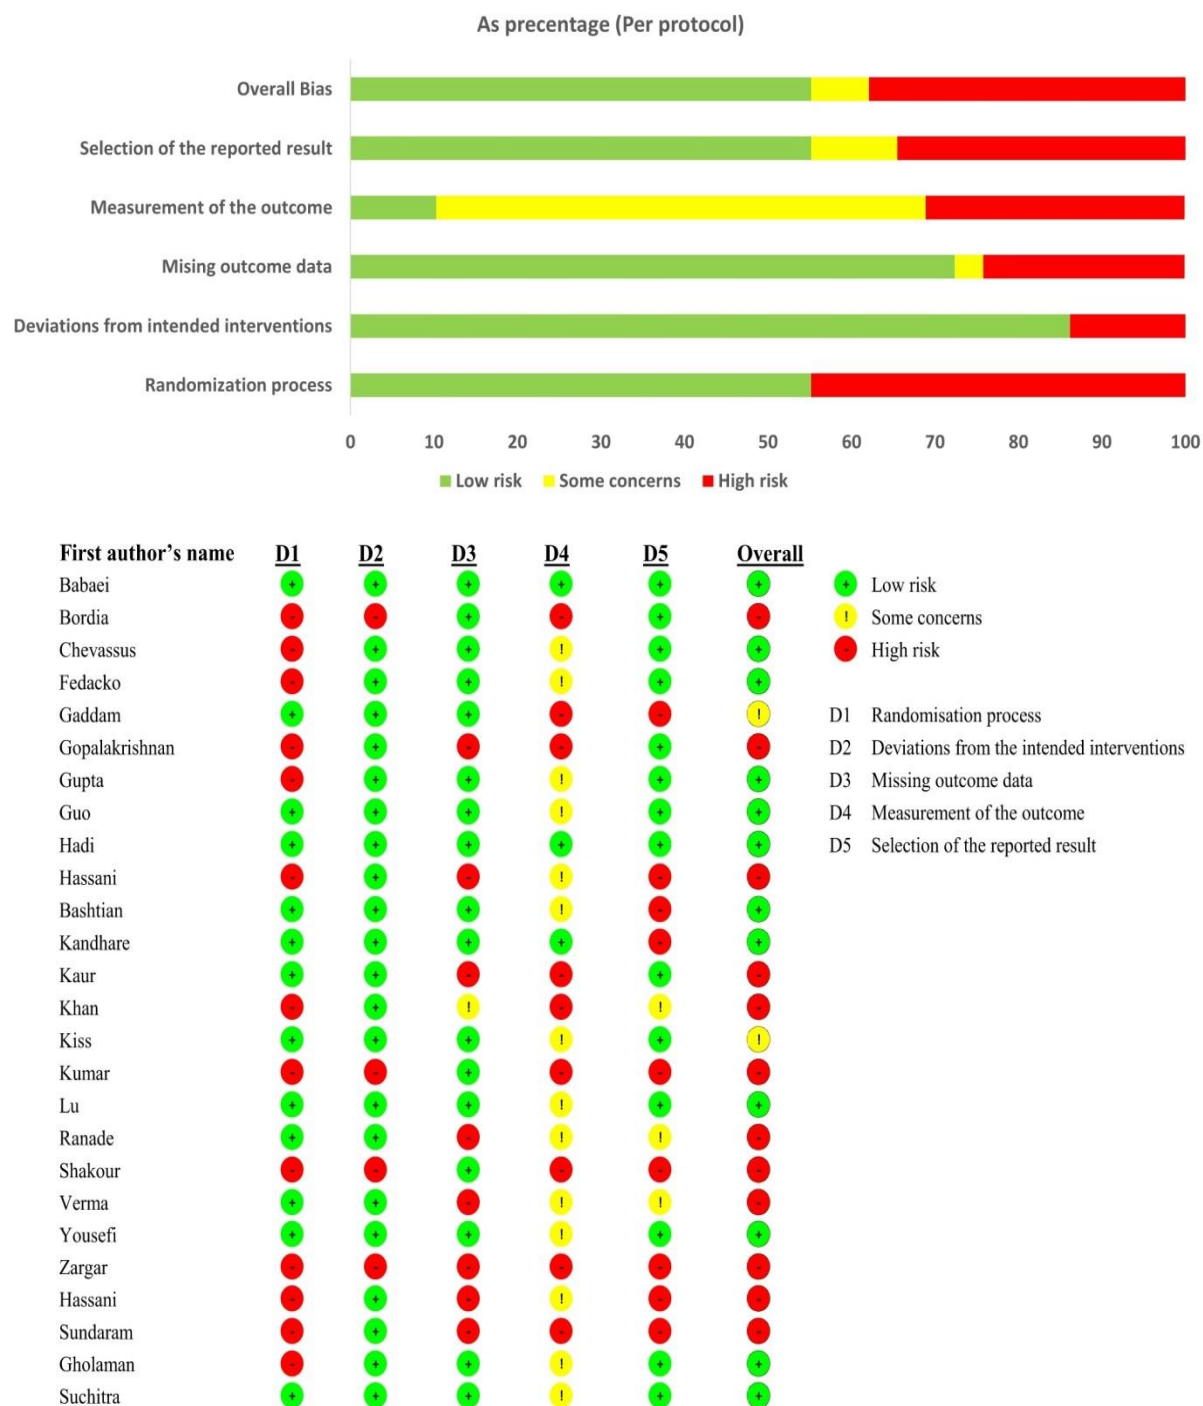 As precentage (Per protocol)
Overall Bias
Selection of the reported result
Measurement of the outcome
Mising outcome data
Deviations from intended interventions
Randomization process
0 10 20 30 40 50 60 70 80 90 100
Low risk Some concerns High risk
First author's name D1 D2 D3 D4 D5 Overall
Babaei + + + + + + + Low risk
Bordia - - + - + - ! Some concerns
Chevassus - + + ! + + - High risk
Fedacko - + + ! + +
Gaddam + + + - - ! D1 Randomisation process
Gopalakrishnan - + - - + - D2 Deviations from the intended interventions
Gupta - + + ! + + D3 Missing outcome data
Guo + + + ! + + D4 Measurement of the outcome
Hadi + + + + + + D5 Selection of the reported result
Hassani - + - ! - -
Bashtian + + + ! - +
Kandhare + + + + - +
Kaur + + - - + -
Khan - + ! - ! -
Kiss + + + ! + !
Kumar - - + - - -
Lu + + + ! + +
Ranade + + - ! ! -
Shakour - - + - - -
Verma + + - ! ! -
Yousefi + + + ! + +
Zargar - - - - - -
Hassani - + - ! - -
Sundaram - + - - - -
Gholaman - + + ! + +
Suchitra + + + ! + +